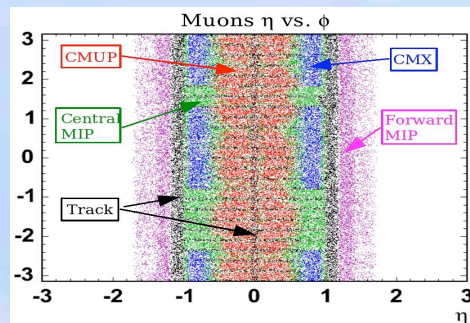 Muons η vs. ϕ
3
2
1
0
-1
-2
-3
CMUP
CMX
Central
MIP
Forward
MIP
Track
-3
-2
-1
0
1
2
3
η